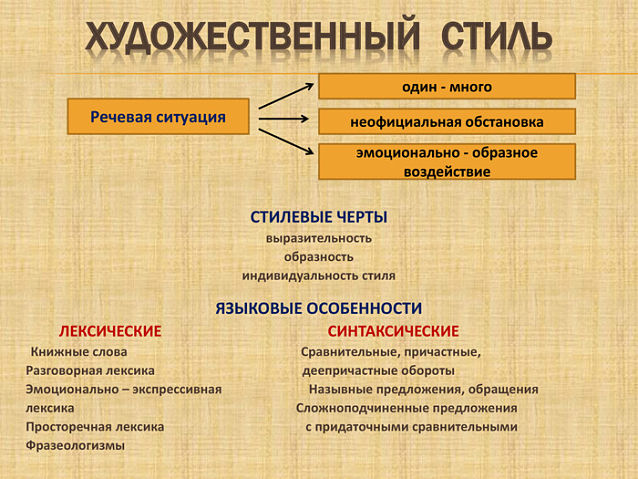 ХУДОЖЕСТВЕННЫЙ СТИЛЬ
Речевая ситуация
один - много
неофициальная обстановка
эмоционально - образное
воздействие
СТИЛЕВЫЕ ЧЕРТЫ
выразительность
образность
индивидуальность стиля
ЯЗЫКОВЫЕ ОСОБЕННОСТИ
ЛЕКСИЧЕСКИЕ
Книжные слова
Разговорная лексика
Эмоционально – экспрессивная
лексика
Просторечная лексика
Фразеологизмы
СИНТАКСИЧЕСКИЕ
Сравнительные, причастные,
деепричастные обороты
Назывные предложения, обращения
Сложноподчиненные предложения
с придаточными сравнительными